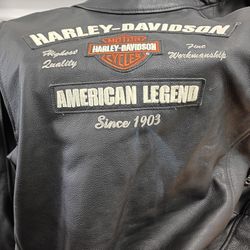 HARLEY-DAVIDSON
Highest Quality
MOTOR
HARLEY-DAVIDSON
CYCLES
Fine Workmanship
AMERICAN LEGEND
Since 1903